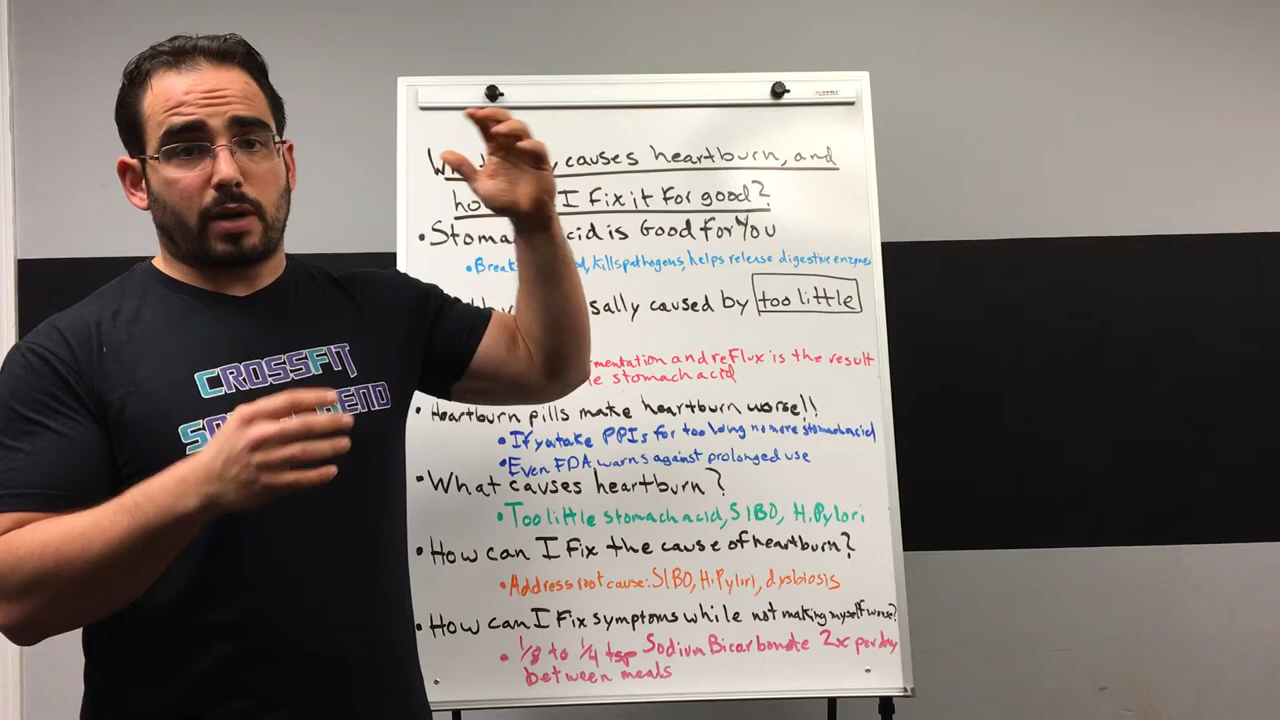 causes heartburn, and
I Fix it For good?
• Stomach acid is Good for You
• Break kills pathogens, helps release digestive enzymes
caused by too little
and reflux is the result
stomach acid
• Heartburn pills make heartburn worse!!
• If you take PPIs for too long no more stomach acid
• Even FDA warns against prolonged use
• What causes heartburn?
• Too little stomach acid, SIBO, H. Pylori
• How can I Fix the cause of heartburn?
• Address root cause: SIBO, H. Pylori, dysbiosis
• How can I Fix symptoms while not making myself worse?
• 1/8 to 1/4 tsp Sodium Bicarbonate 2x per day
between meals
CROSSFIT